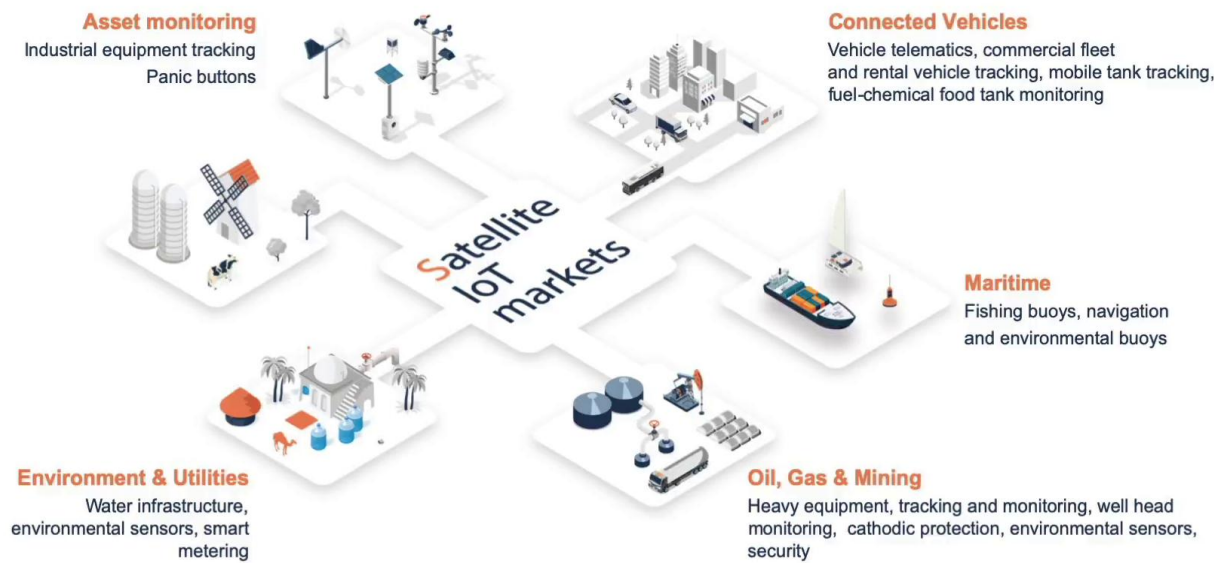 Asset monitoring
Industrial equipment tracking
Panic buttons
Connected Vehicles
Vehicle telematics, commercial fleet
and rental vehicle tracking, mobile tank tracking,
fuel-chemical food tank monitoring
Satellite
IoT
markets
Maritime
Fishing buoys, navigation
and environmental buoys
Environment & Utilities
Water infrastructure,
environmental sensors, smart
metering
Oil, Gas & Mining
Heavy equipment, tracking and monitoring, well head
monitoring, cathodic protection, environmental sensors,
security